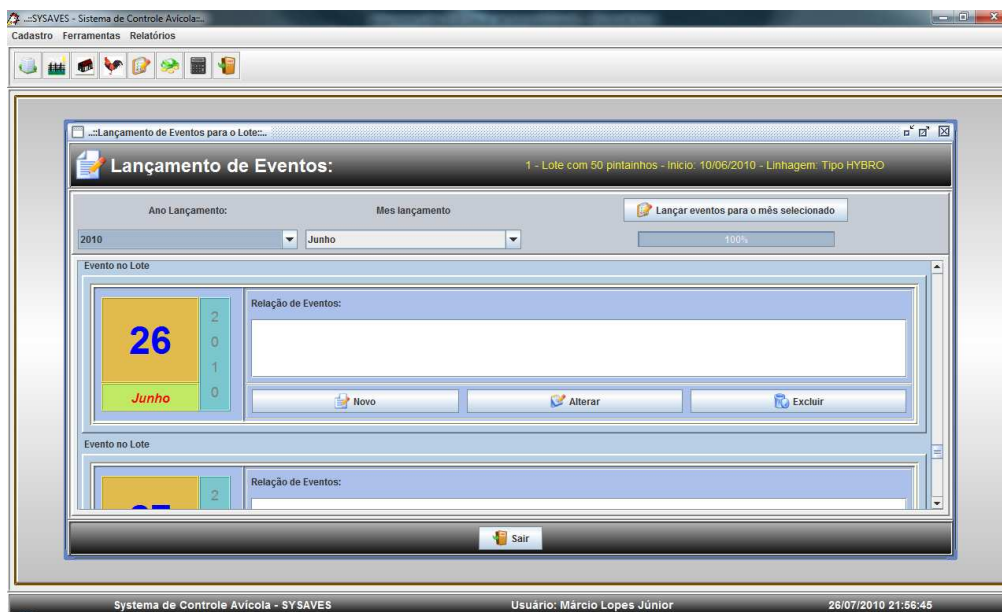 ..::SYSAVES - Sistema de Controle Avícola::..
Cadastro Ferramentas Relatórios
..::Lançamento de Eventos para o Lote::..
Lançamento de Eventos:
1 - Lote com 50 pintainhos - Inicio: 10/06/2010 - Linhagem: Tipo HYBRO
Ano Lançamento:
Mes lançamento
Lançar eventos para o mês selecionado
2010
Junho
100%
Evento no Lote
26
Junho
2
0
1
0
Relação de Eventos:
Novo
Alterar
Excluir
Evento no Lote
2
Relação de Eventos:
Sair
Systema de Controle Avícola - SYSAVES
Usuário: Márcio Lopes Júnior
26/07/2010 21:56:45